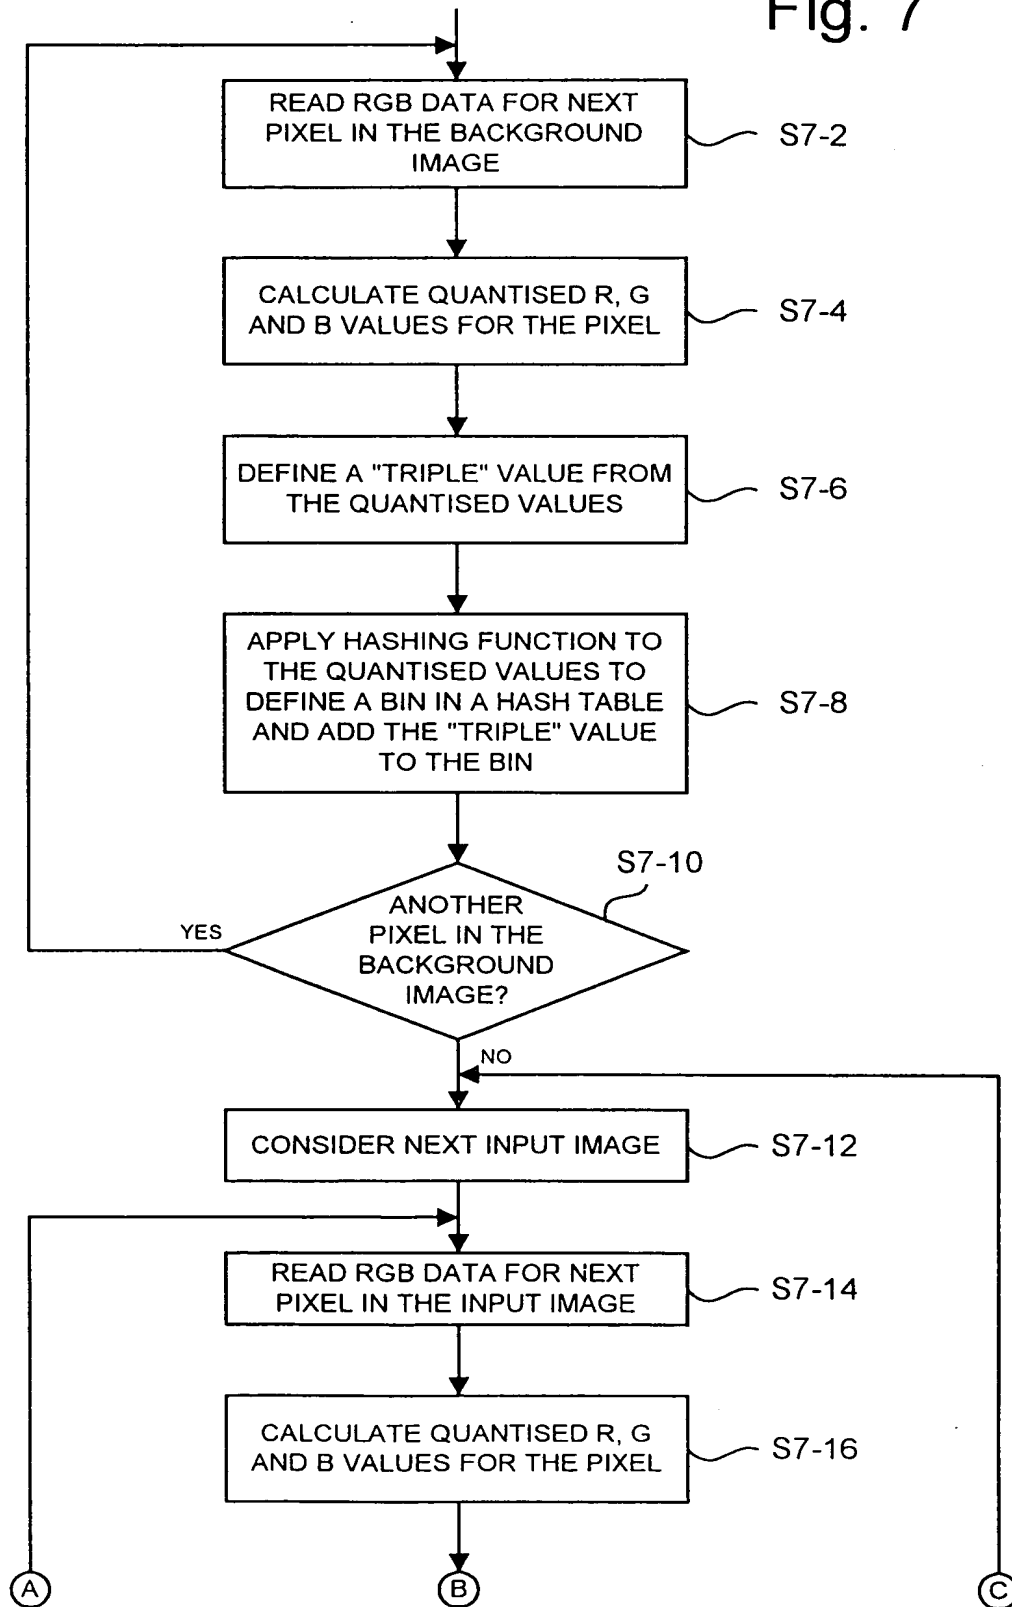 Fig. 7
READ RGB DATA FOR NEXT
PIXEL IN THE BACKGROUND
IMAGE
S7-2
CALCULATE QUANTISED R, G
AND B VALUES FOR THE PIXEL
S7-4
DEFINE A "TRIPLE" VALUE FROM
THE QUANTISED VALUES
S7-6
APPLY HASHING FUNCTION TO
THE QUANTISED VALUES TO
DEFINE A BIN IN A HASH TABLE
AND ADD THE "TRIPLE" VALUE
TO THE BIN
S7-8
S7-10
ANOTHER
PIXEL IN THE
BACKGROUND
IMAGE?
YES
NO
CONSIDER NEXT INPUT IMAGE
S7-12
READ RGB DATA FOR NEXT
PIXEL IN THE INPUT IMAGE
S7-14
CALCULATE QUANTISED R, G
AND B VALUES FOR THE PIXEL
S7-16
A
B
C